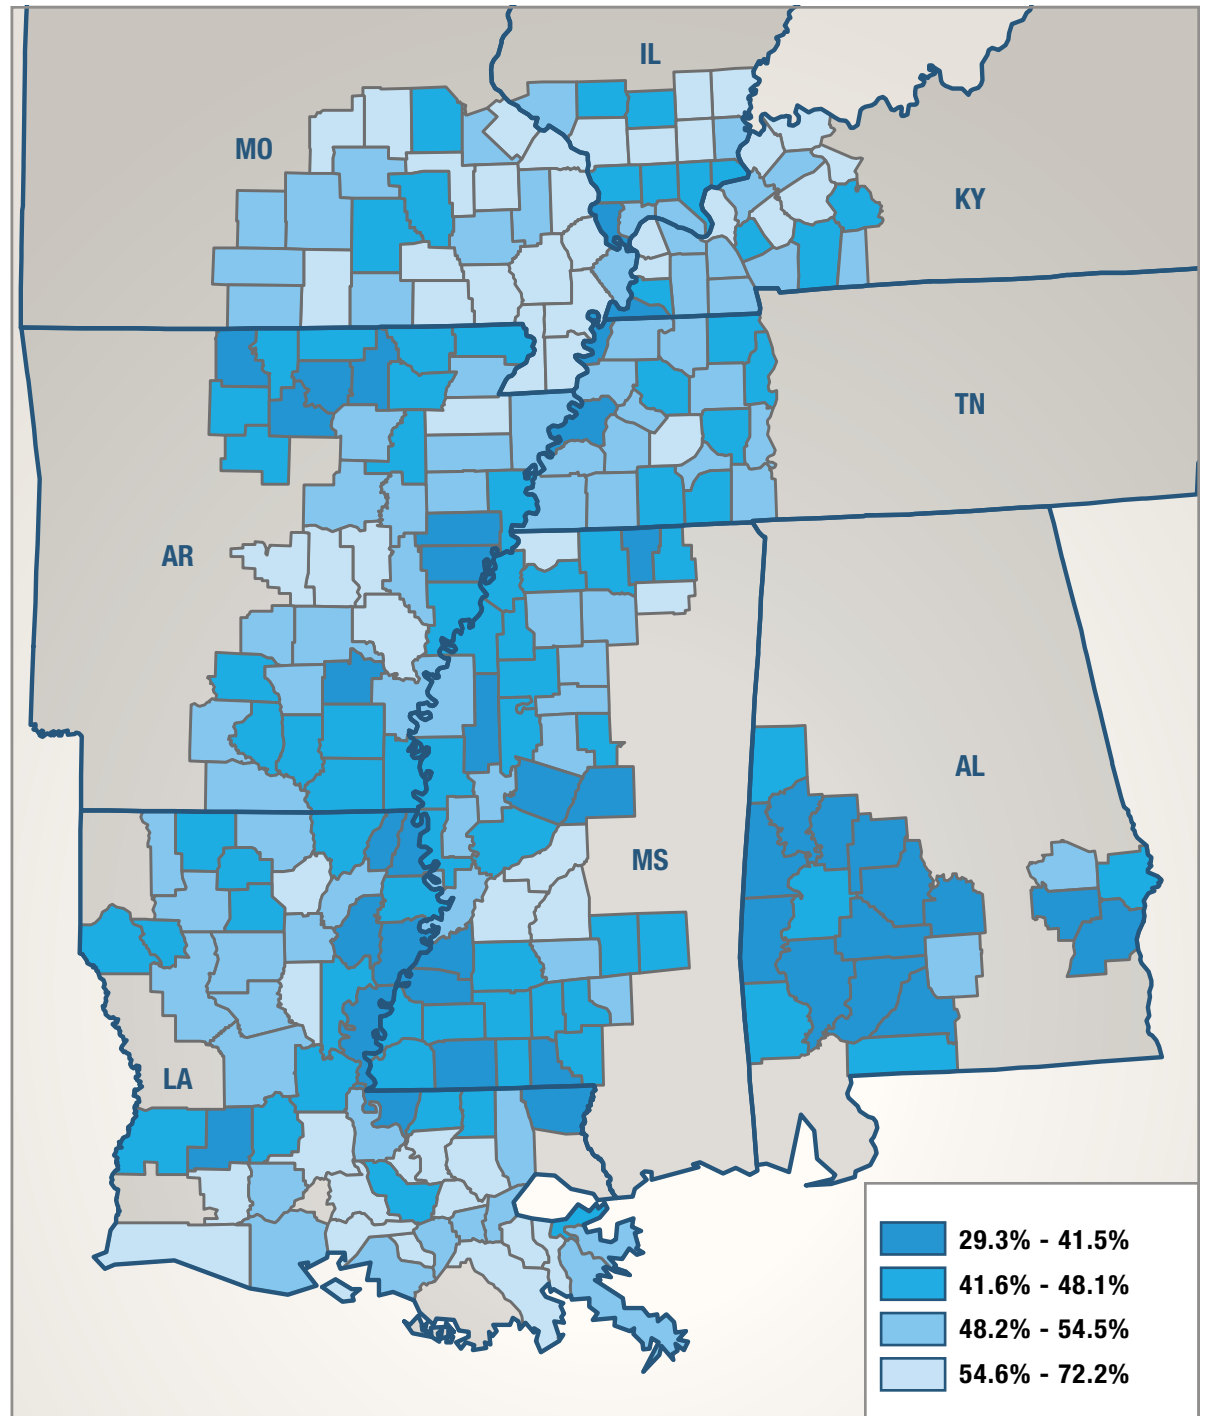 IL
MO
KY
TN
AR
AL
MS
LA
29.3% - 41.5%
41.6% - 48.1%
48.2% - 54.5%
54.6% - 72.2%